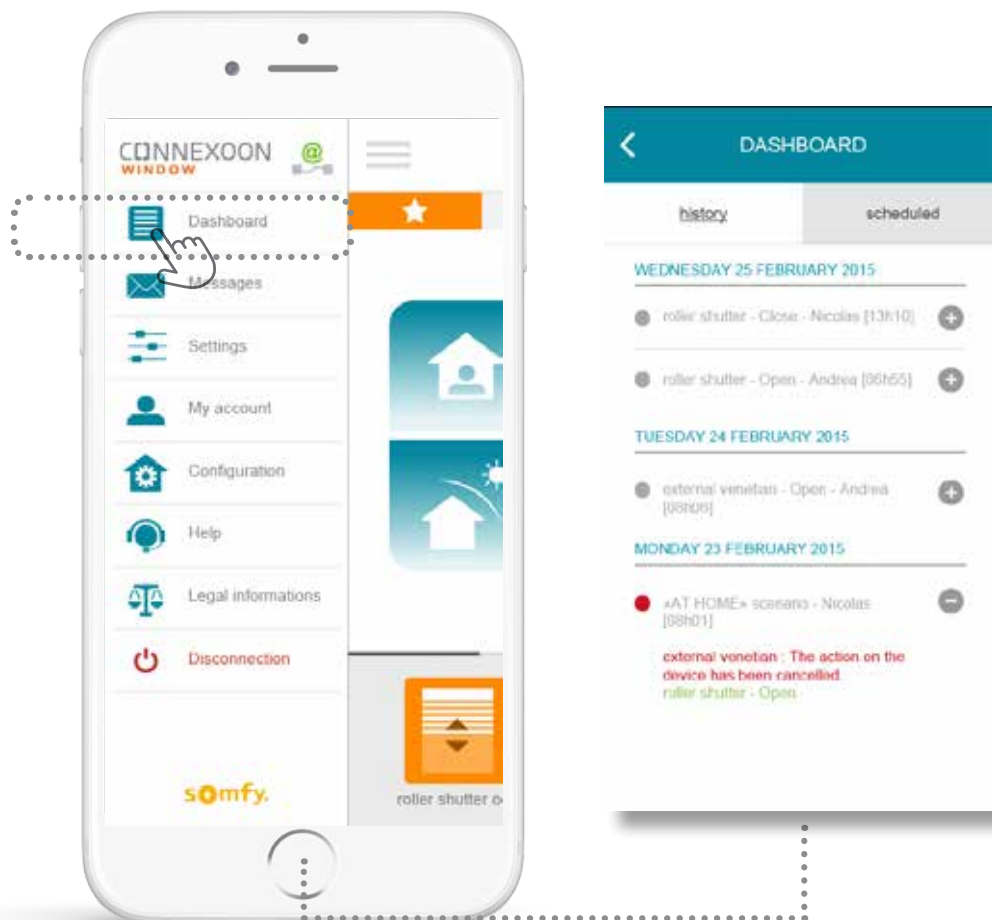 CONNEXOON
WINDOW
Dashboard
Messages
Settings
My account
Configuration
Help
Legal informations
Disconnection
somfy.
roller shutter o
DASHBOARD
history
scheduled
WEDNESDAY 25 FEBRUARY 2015
roller shutter - Close - Nicolas [13h10]
roller shutter - Open - Andrea [06h55]
TUESDAY 24 FEBRUARY 2015
external venetian - Open - Andrea
MONDAY 23 FEBRUARY 2015
«AT HOME» scenario - Nicolas
[08h01]
external venetian : The action on the
device has been cancelled
roller shutter - Open